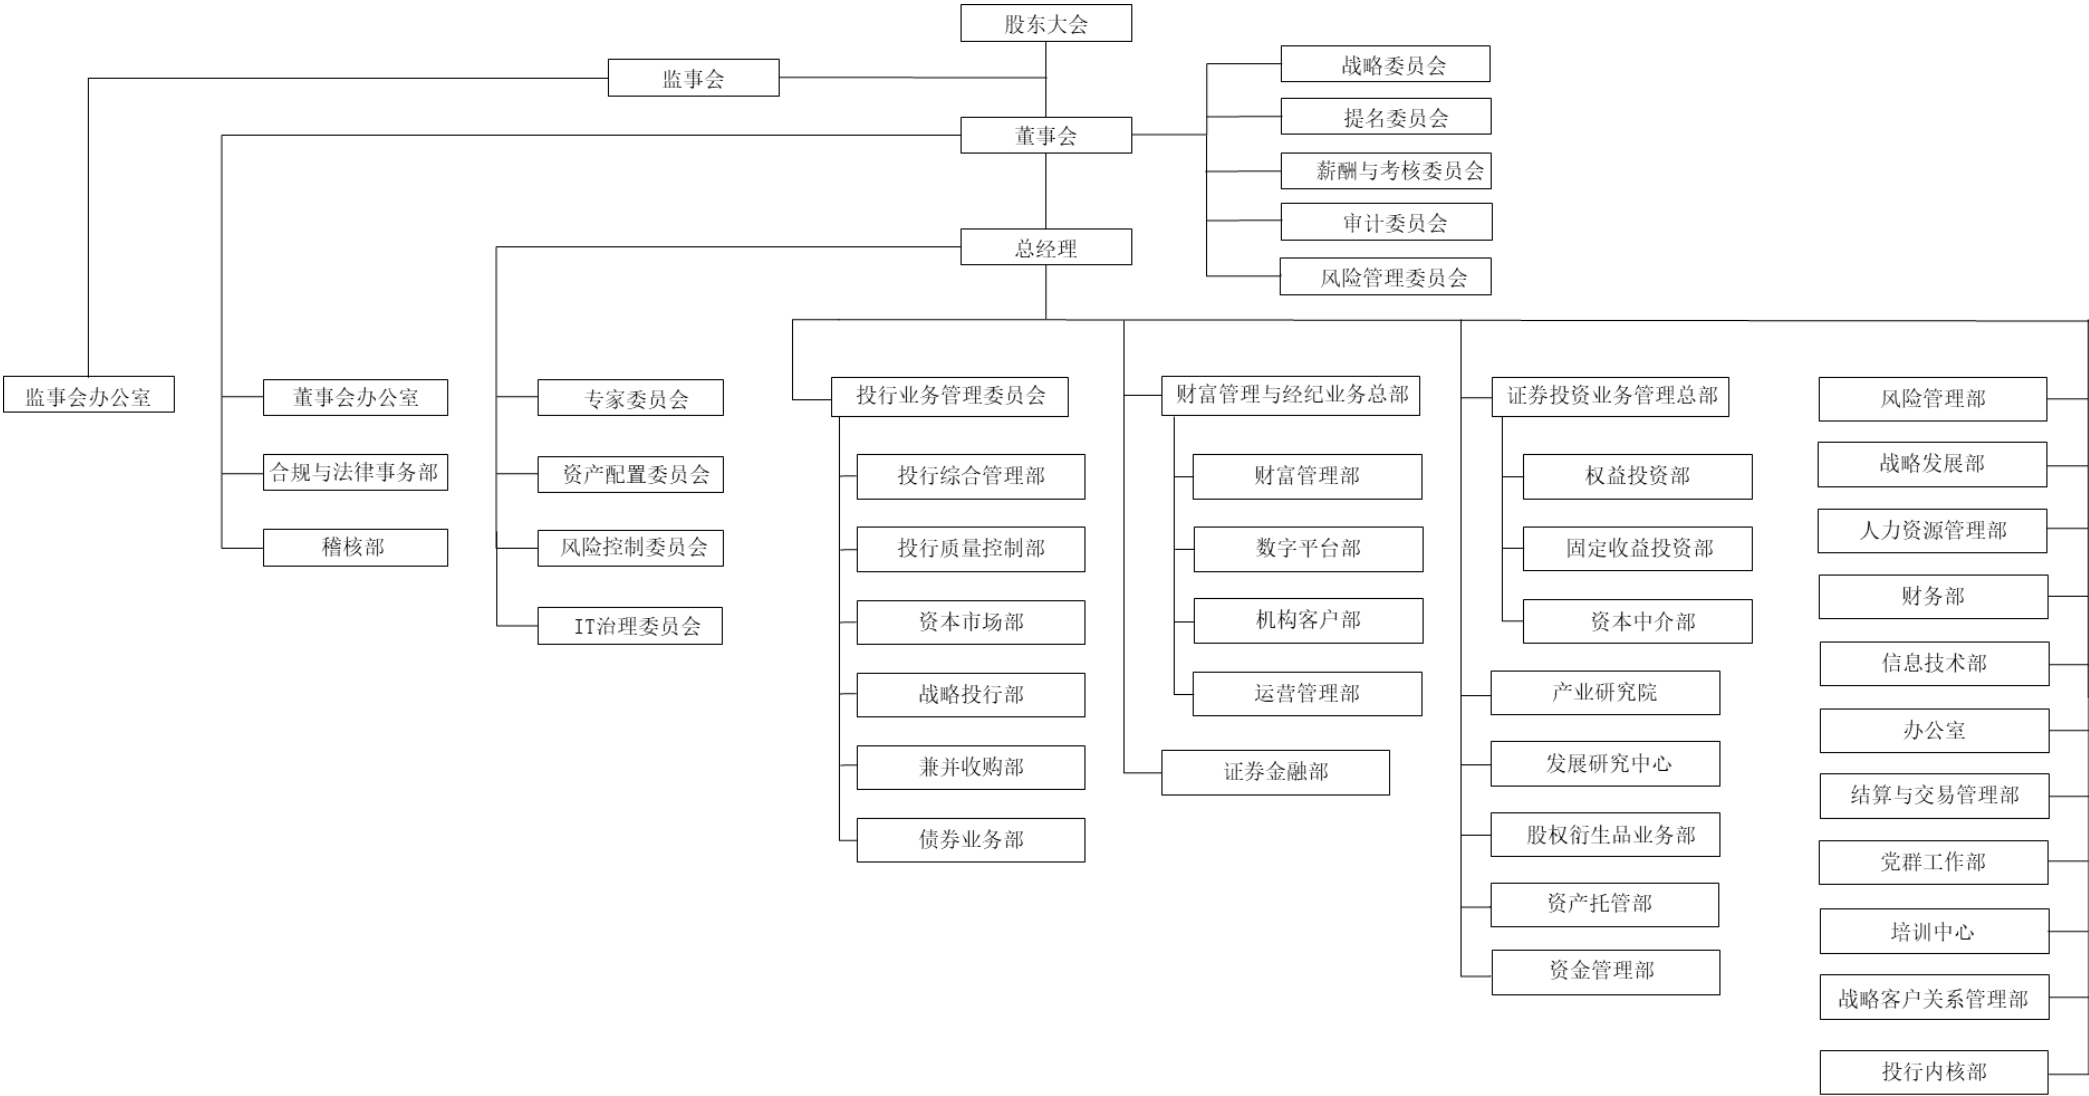 股东大会
监事会
董事会
总经理
战略委员会
提名委员会
薪酬与考核委员会
审计委员会
风险管理委员会
监事会办公室
董事会办公室
合规与法律事务部
稽核部
专家委员会
资产配置委员会
风险控制委员会
IT治理委员会
投行业务管理委员会
投行综合管理部
投行质量控制部
资本市场部
战略投行部
兼并收购部
债券业务部
财富管理与经纪业务总部
财富管理部
数字平台部
机构客户部
运营管理部
证券金融部
证券投资业务管理总部
权益投资部
固定收益投资部
资本中介部
产业研究院
发展研究中心
股权衍生品业务部
资产托管部
资金管理部
风险管理部
战略发展部
人力资源管理部
财务部
信息技术部
办公室
结算与交易管理部
党群工作部
培训中心
战略客户关系管理部
投行内核部